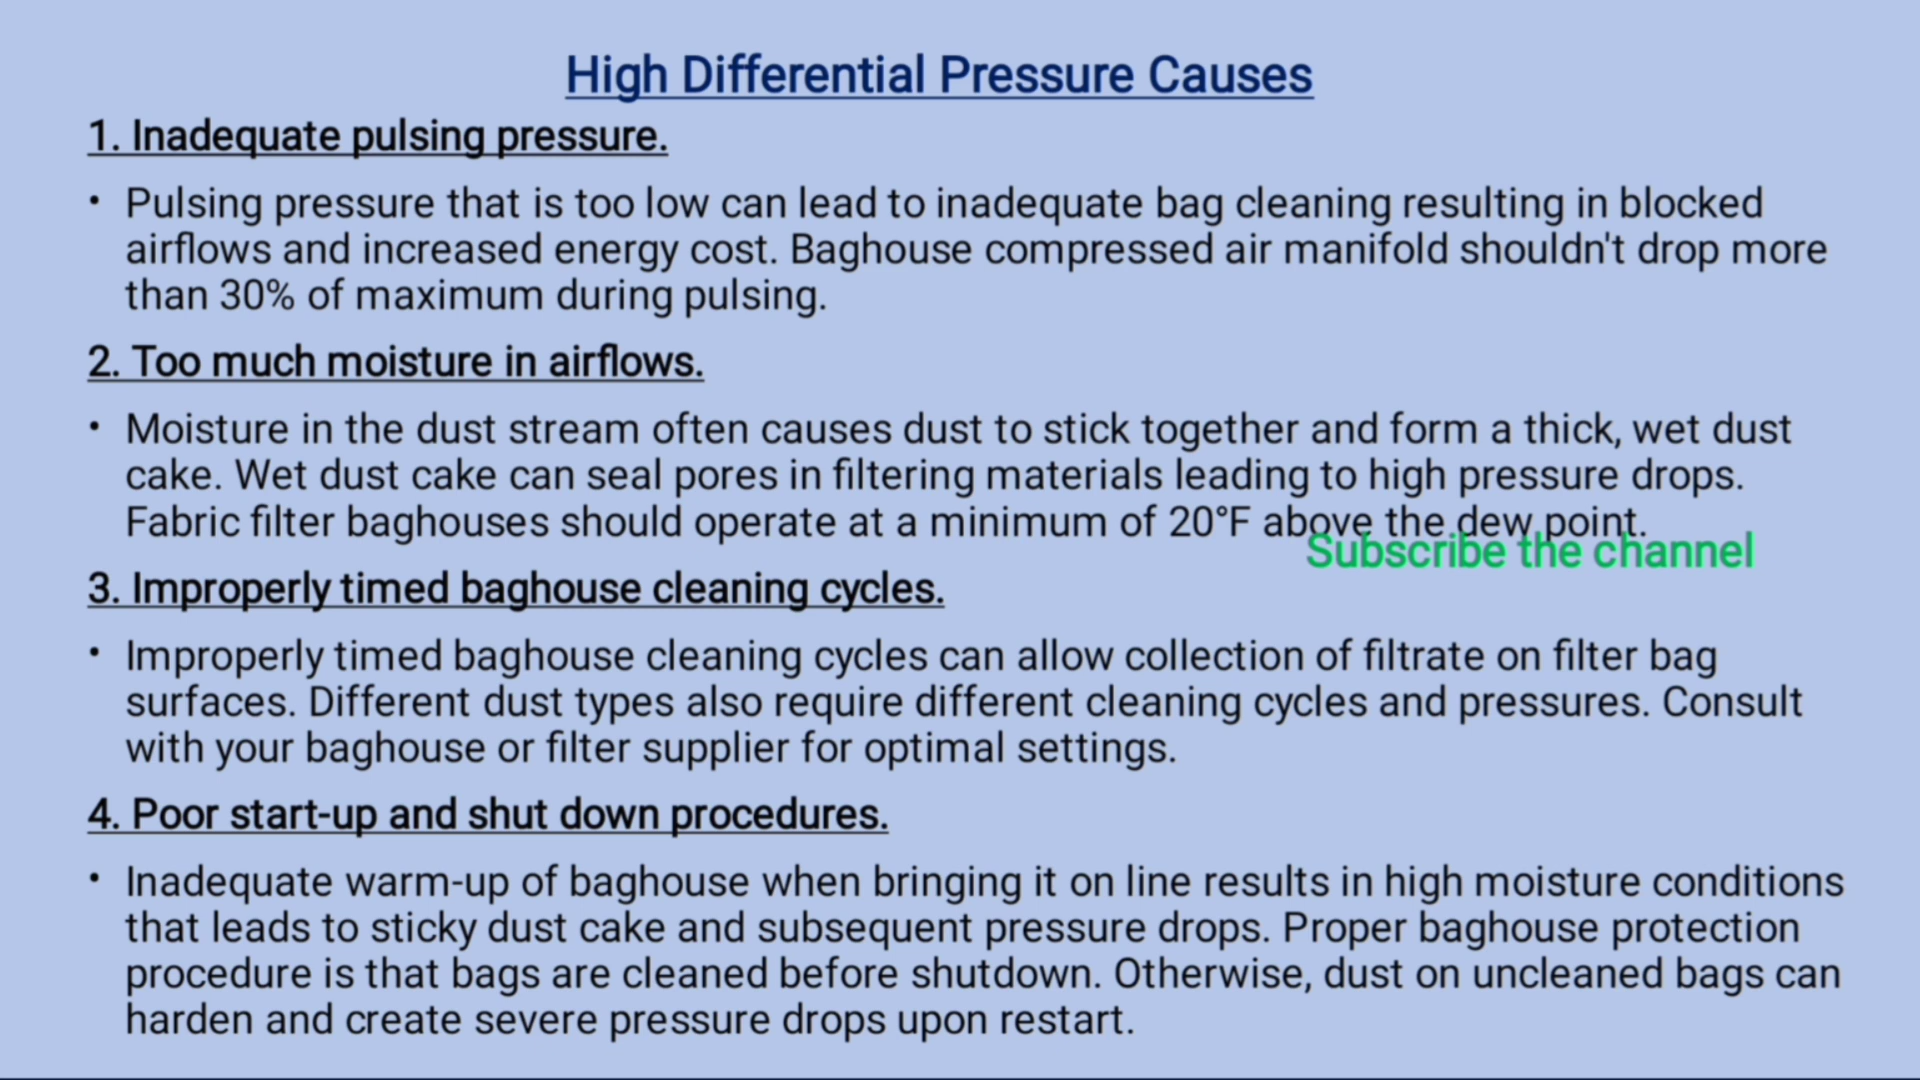 High Differential Pressure Causes
1. Inadequate pulsing pressure.
• Pulsing pressure that is too low can lead to inadequate bag cleaning resulting in blocked
airflows and increased energy cost. Baghouse compressed air manifold shouldn't drop more
than 30% of maximum during pulsing.
2. Too much moisture in airflows.
• Moisture in the dust stream often causes dust to stick together and form a thick, wet dust
cake. Wet dust cake can seal pores in filtering materials leading to high pressure drops.
Fabric filter baghouses should operate at a minimum of 20°F above the dew point.
Subscribe the channel
3. Improperly timed baghouse cleaning cycles.
• Improperly timed baghouse cleaning cycles can allow collection of filtrate on filter bag
surfaces. Different dust types also require different cleaning cycles and pressures. Consult
with your baghouse or filter supplier for optimal settings.
4. Poor start-up and shut down procedures.
• Inadequate warm-up of baghouse when bringing it on line results in high moisture conditions
that leads to sticky dust cake and subsequent pressure drops. Proper baghouse protection
procedure is that bags are cleaned before shutdown. Otherwise, dust on uncleaned bags can
harden and create severe pressure drops upon restart.